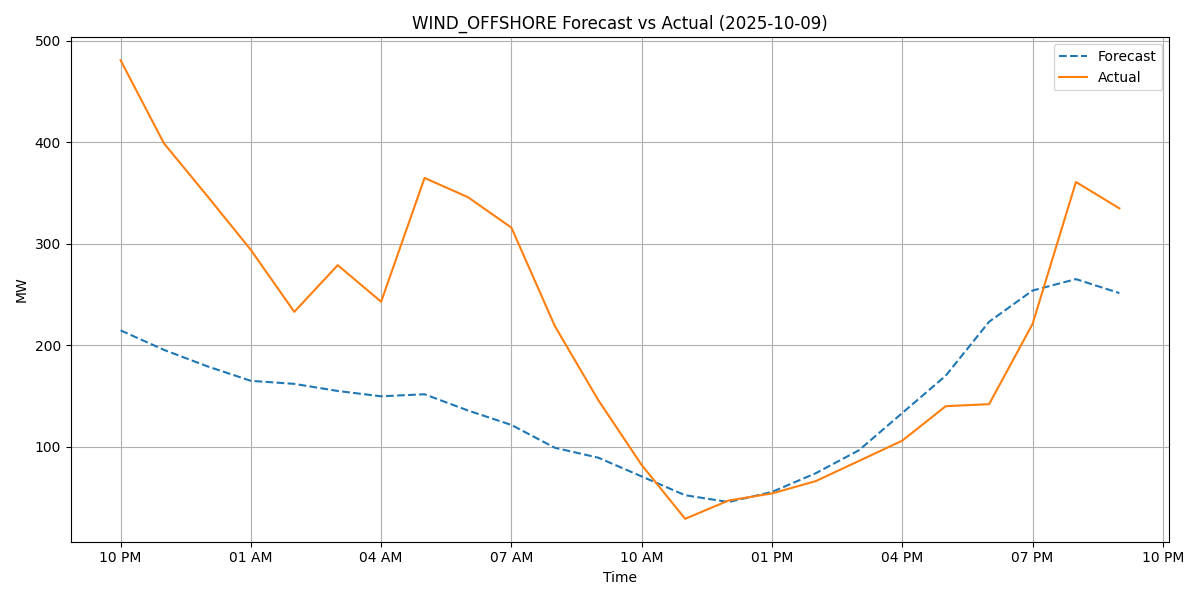 WIND_OFFSHORE Forecast vs Actual (2025-10-09)
Forecast
Actual
500
400
300
200
100
MW
10 PM
01 AM
04 AM
07 AM
10 AM
01 PM
04 PM
07 PM
10 PM
Time